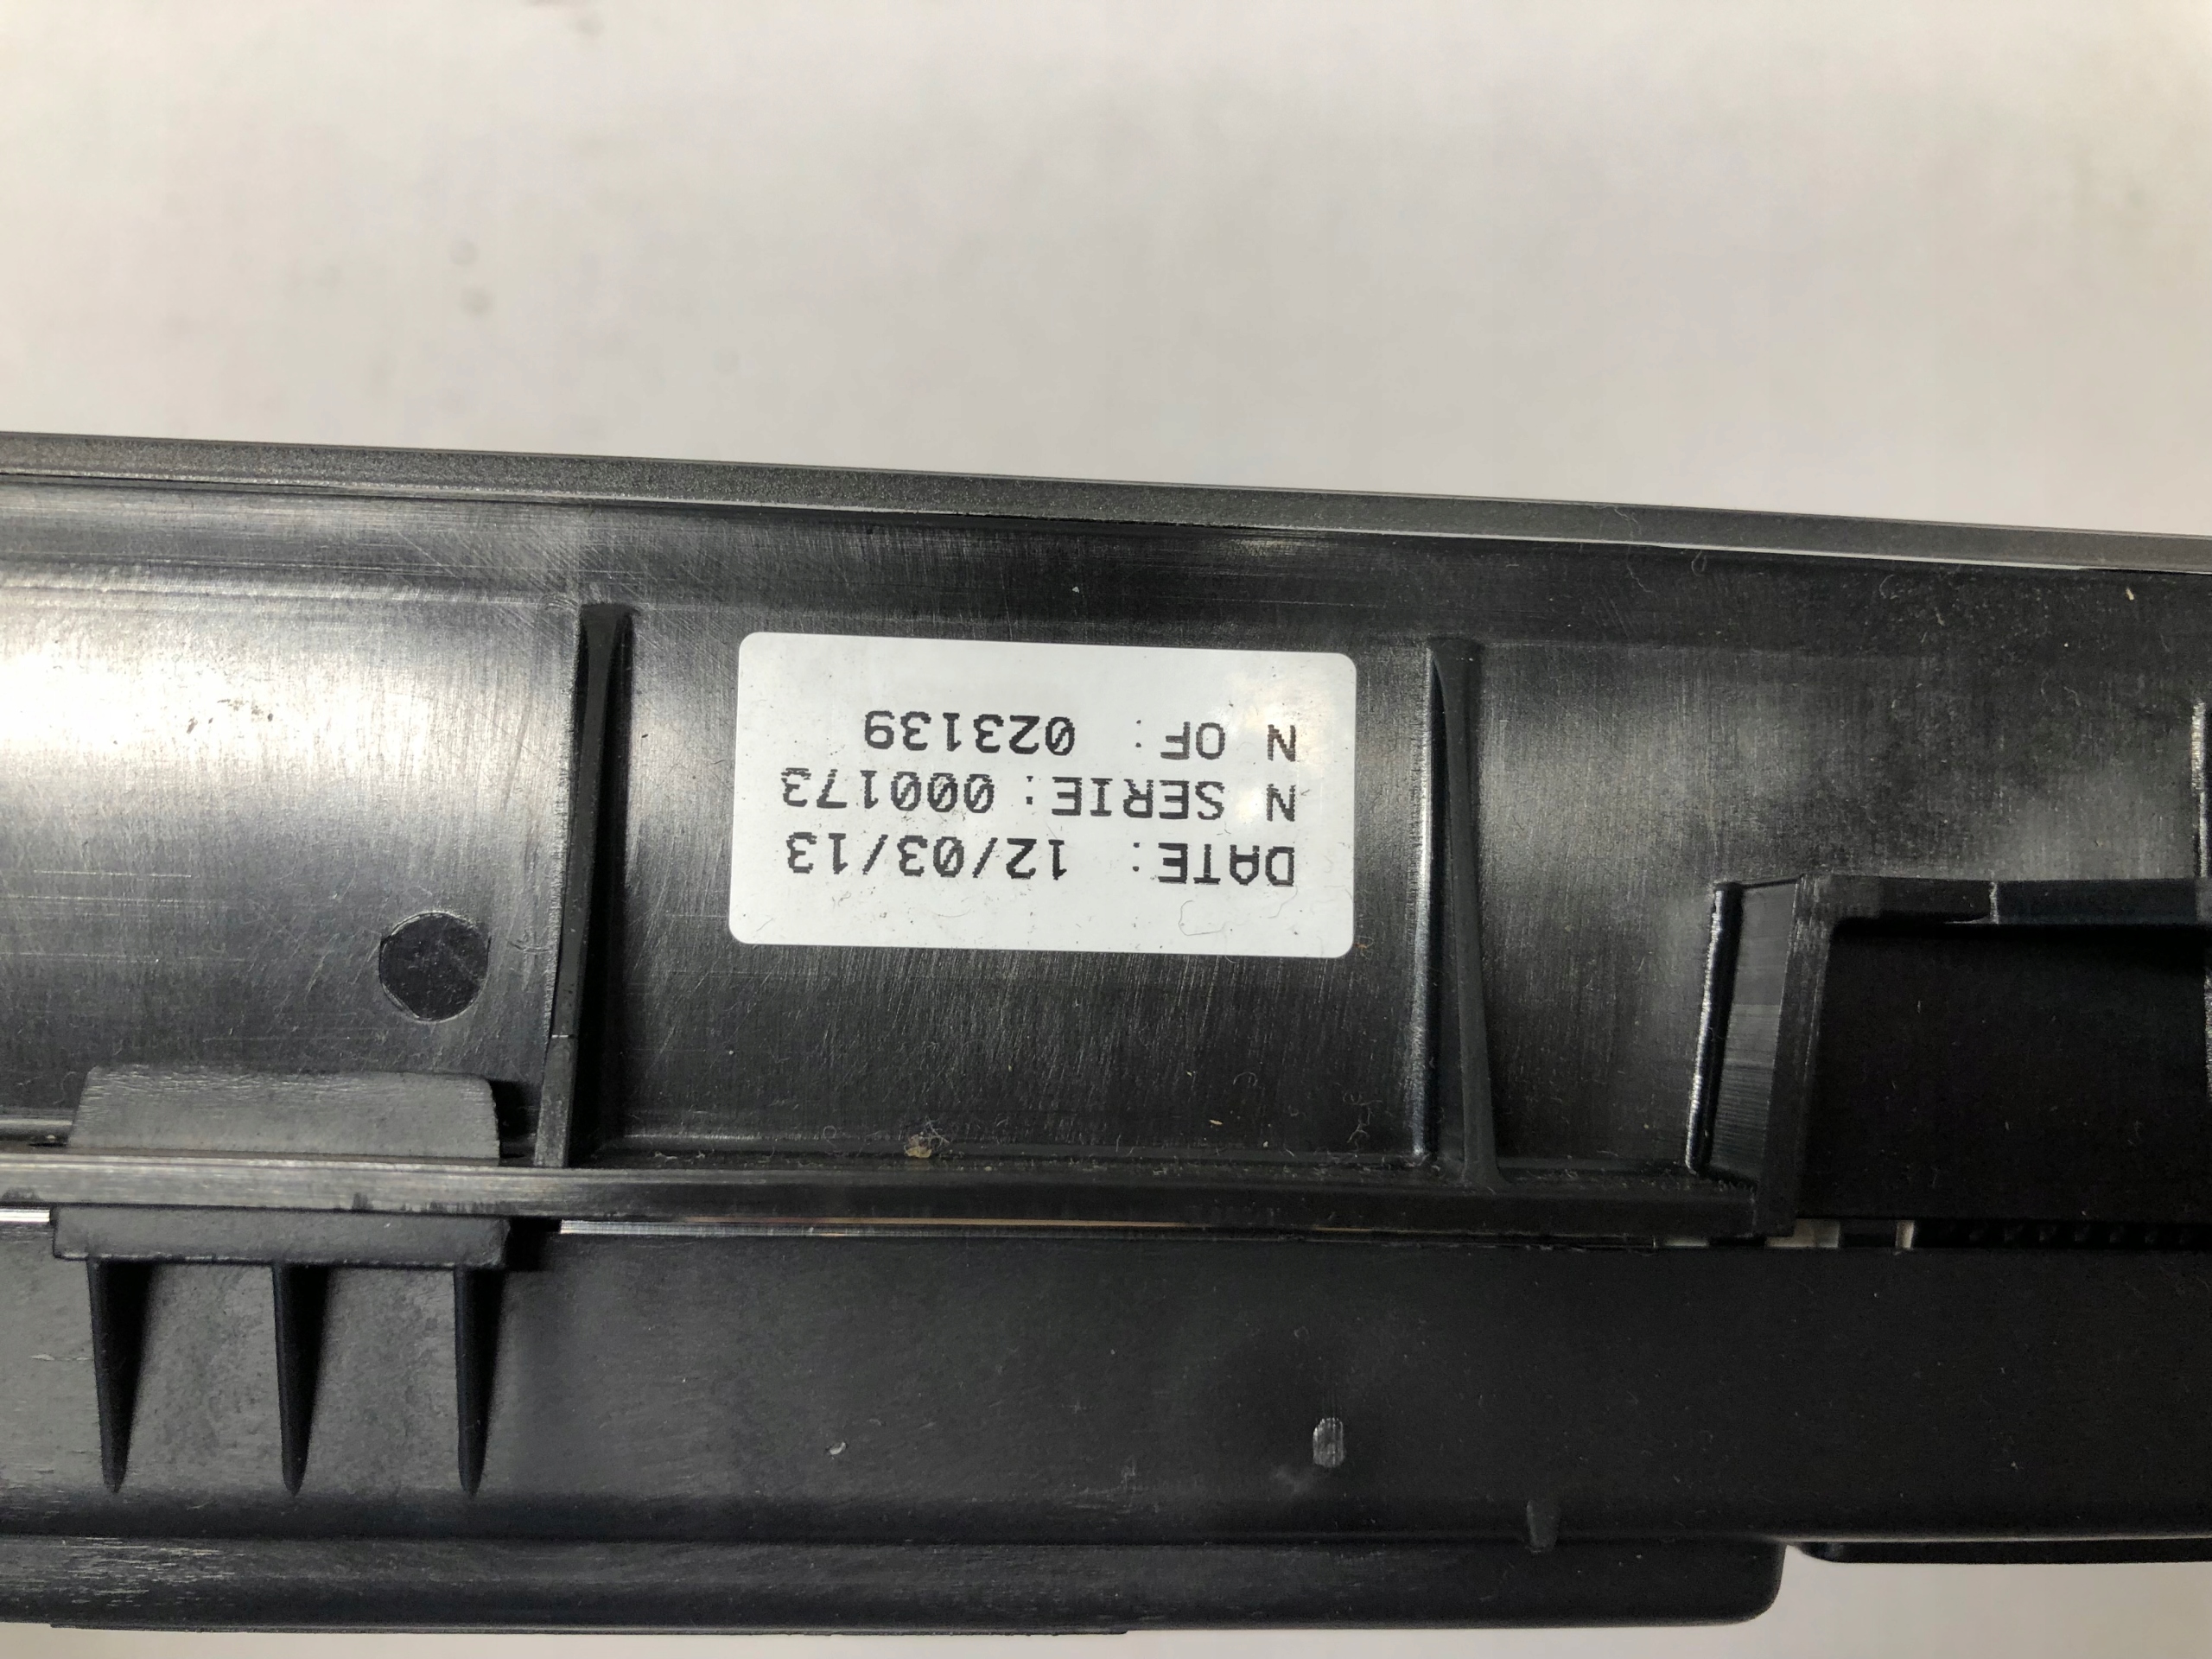 DATE: 12/03/13
N SERIE: 000173
N OF: 023139